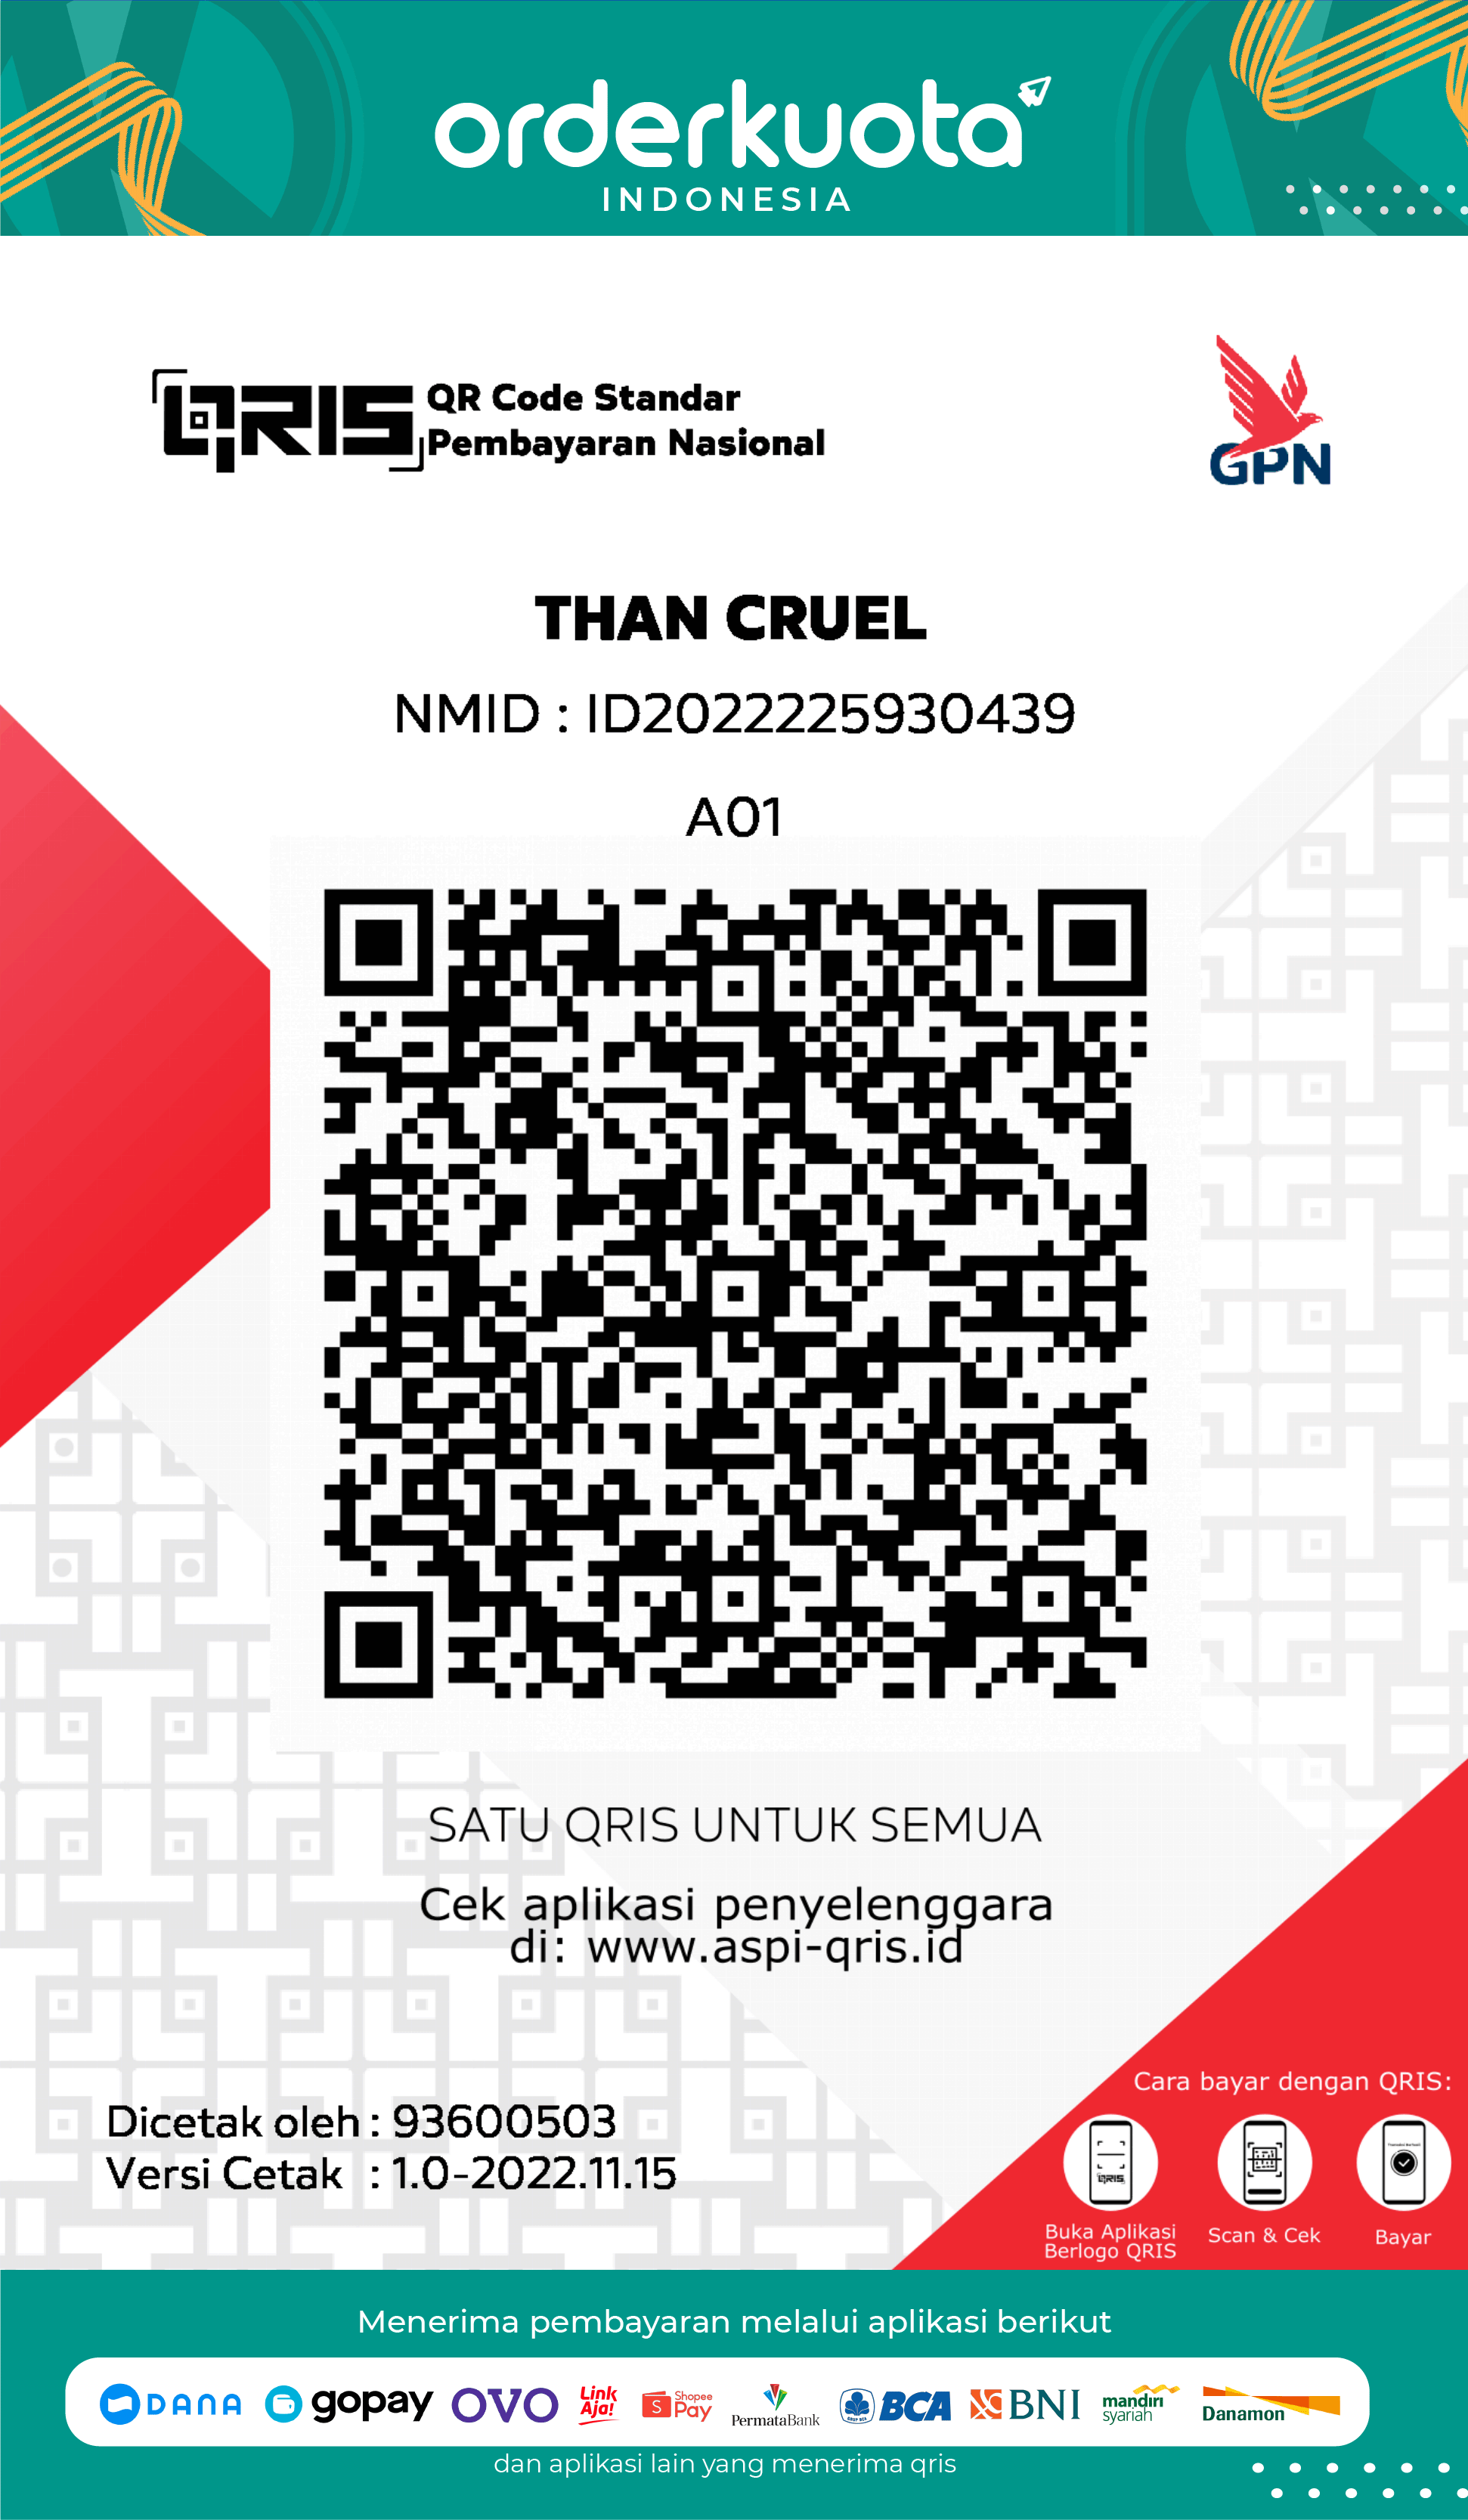 orderkuota
INDONESIA
QRIS QR Code Standar
Pembayaran Nasional
GPN
THAN CRUEL
NMID : ID2022225930439
A01
SATU QRIS UNTUK SEMUA
Cek aplikasi penyelenggara
di: www.aspi-qris.id
Dicetak oleh : 93600503
Versi Cetak : 1.0-2022.11.15
Cara bayar dengan QRIS:
QRIS
Buka Aplikasi
Berlogo QRIS
Scan & Cek
Bayar
Menerima pembayaran melalui aplikasi berikut
DANA gopay OVO Link Aja! S Shopee Pay PermataBank BCA BNI mandiri syariah Danamon
dan aplikasi lain yang menerima qris